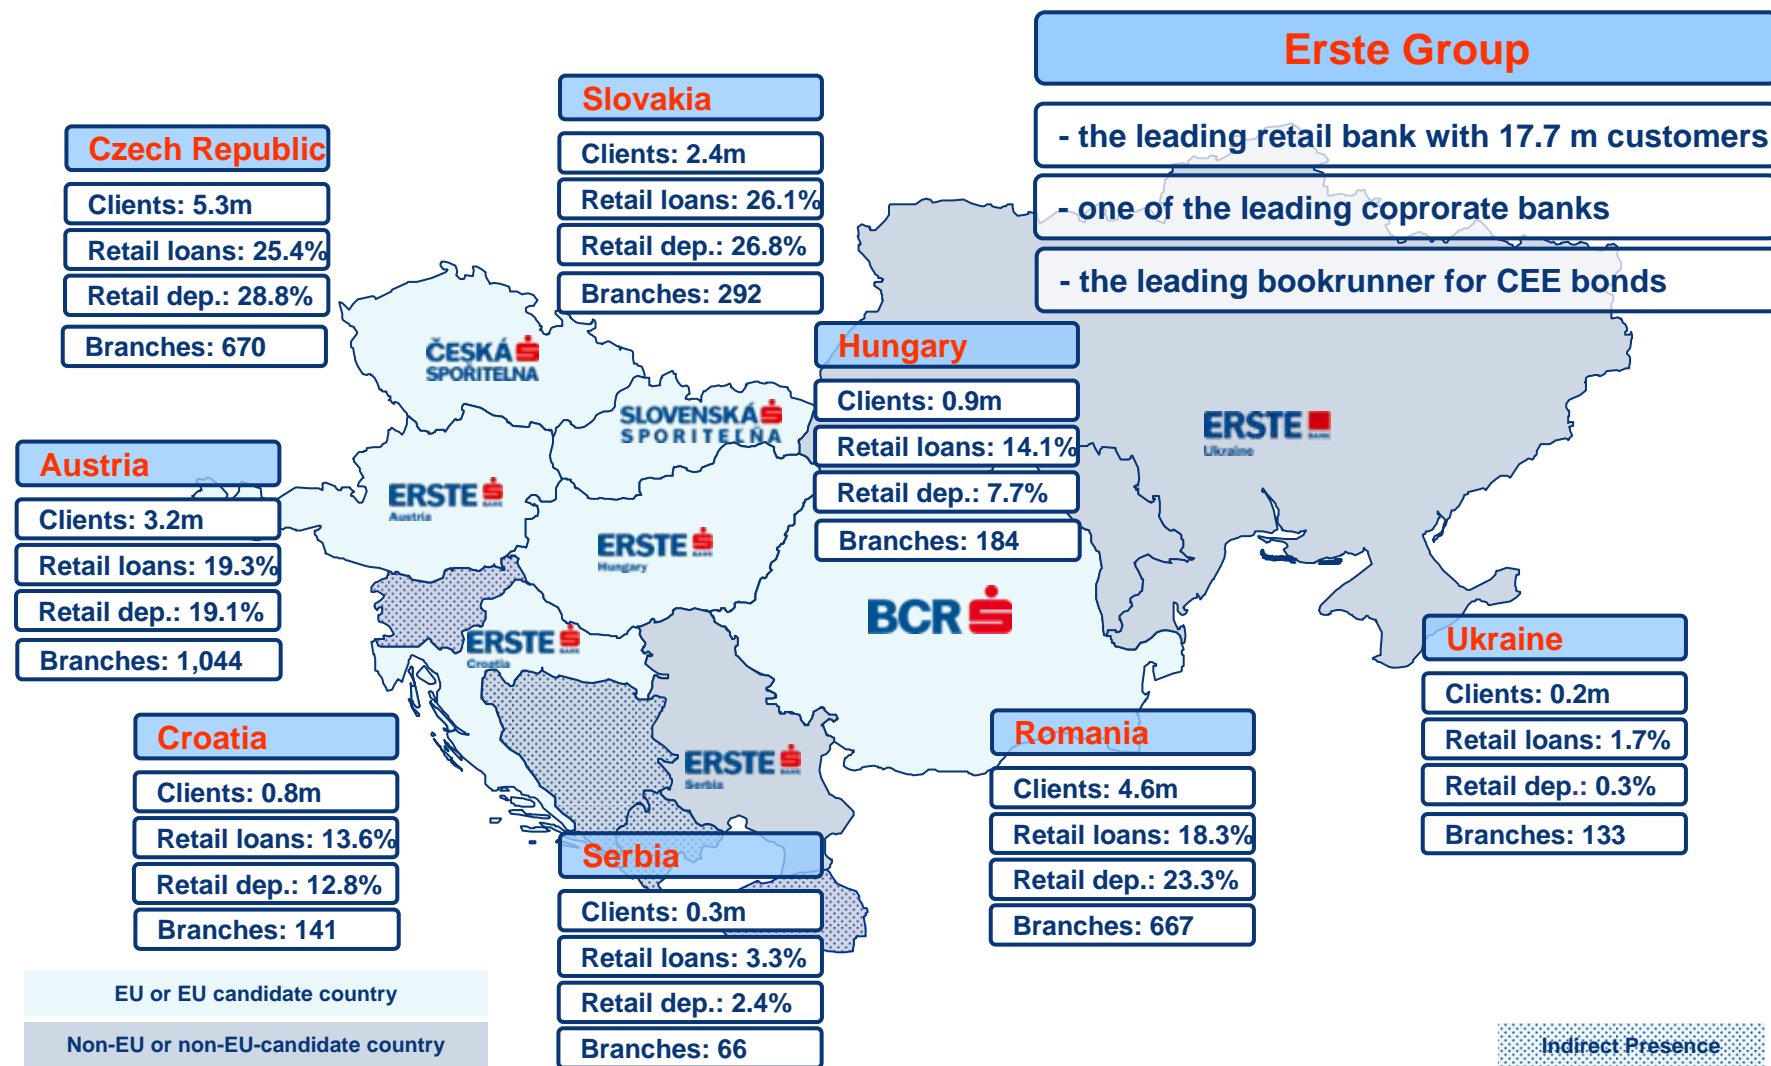 Erste Group
- the leading retail bank with 17.7 m customers
- one of the leading coprorate banks
- the leading bookrunner for CEE bonds
Slovakia
Clients: 2.4m
Retail loans: 26.1%
Retail dep.: 26.8%
Branches: 292
Czech Republic
Clients: 5.3m
Retail loans: 25.4%
Retail dep.: 28.8%
Branches: 670
Hungary
Clients: 0.9m
Retail loans: 14.1%
Retail dep.: 7.7%
Branches: 184
ČESKÁ
SPOŘITELNA
SLOVENSKÁ
SPORITEĽŇA
ERSTE
BANK
Ukraine
Austria
Clients: 3.2m
Retail loans: 19.3%
Retail dep.: 19.1%
Branches: 1,044
ERSTE
BANK
Austria
ERSTE
BANK
Hungary
BCR
ERSTE
BANK
Croatia
ERSTE
BANK
Serbia
Ukraine
Clients: 0.2m
Retail loans: 1.7%
Retail dep.: 0.3%
Branches: 133
Croatia
Clients: 0.8m
Retail loans: 13.6%
Retail dep.: 12.8%
Branches: 141
Romania
Clients: 4.6m
Retail loans: 18.3%
Retail dep.: 23.3%
Branches: 667
Serbia
Clients: 0.3m
Retail loans: 3.3%
Retail dep.: 2.4%
Branches: 66
EU or EU candidate country
Non-EU or non-EU-candidate country
Indirect Presence